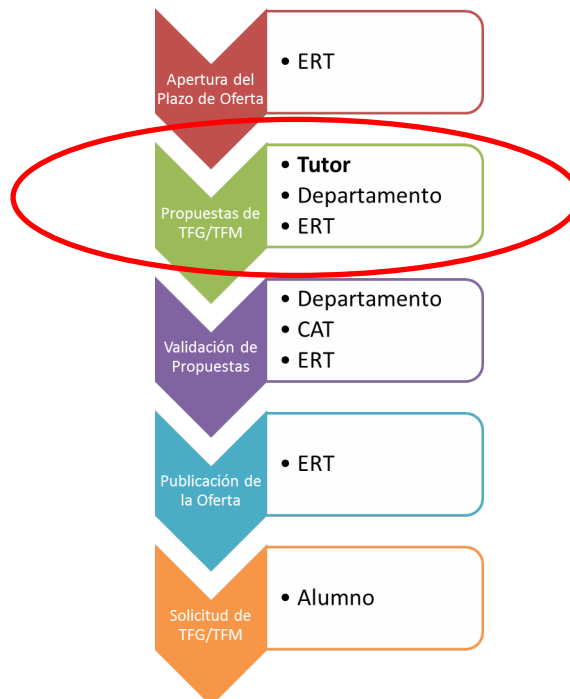 Apertura del
Plazo de Oferta
• ERT
Propuestas de
TFG/TFM
• Tutor
• Departamento
• ERT
Validación de
Propuestas
• Departamento
• CAT
• ERT
Publicación de
la Oferta
• ERT
Solicitud de
TFG/TFM
• Alumno